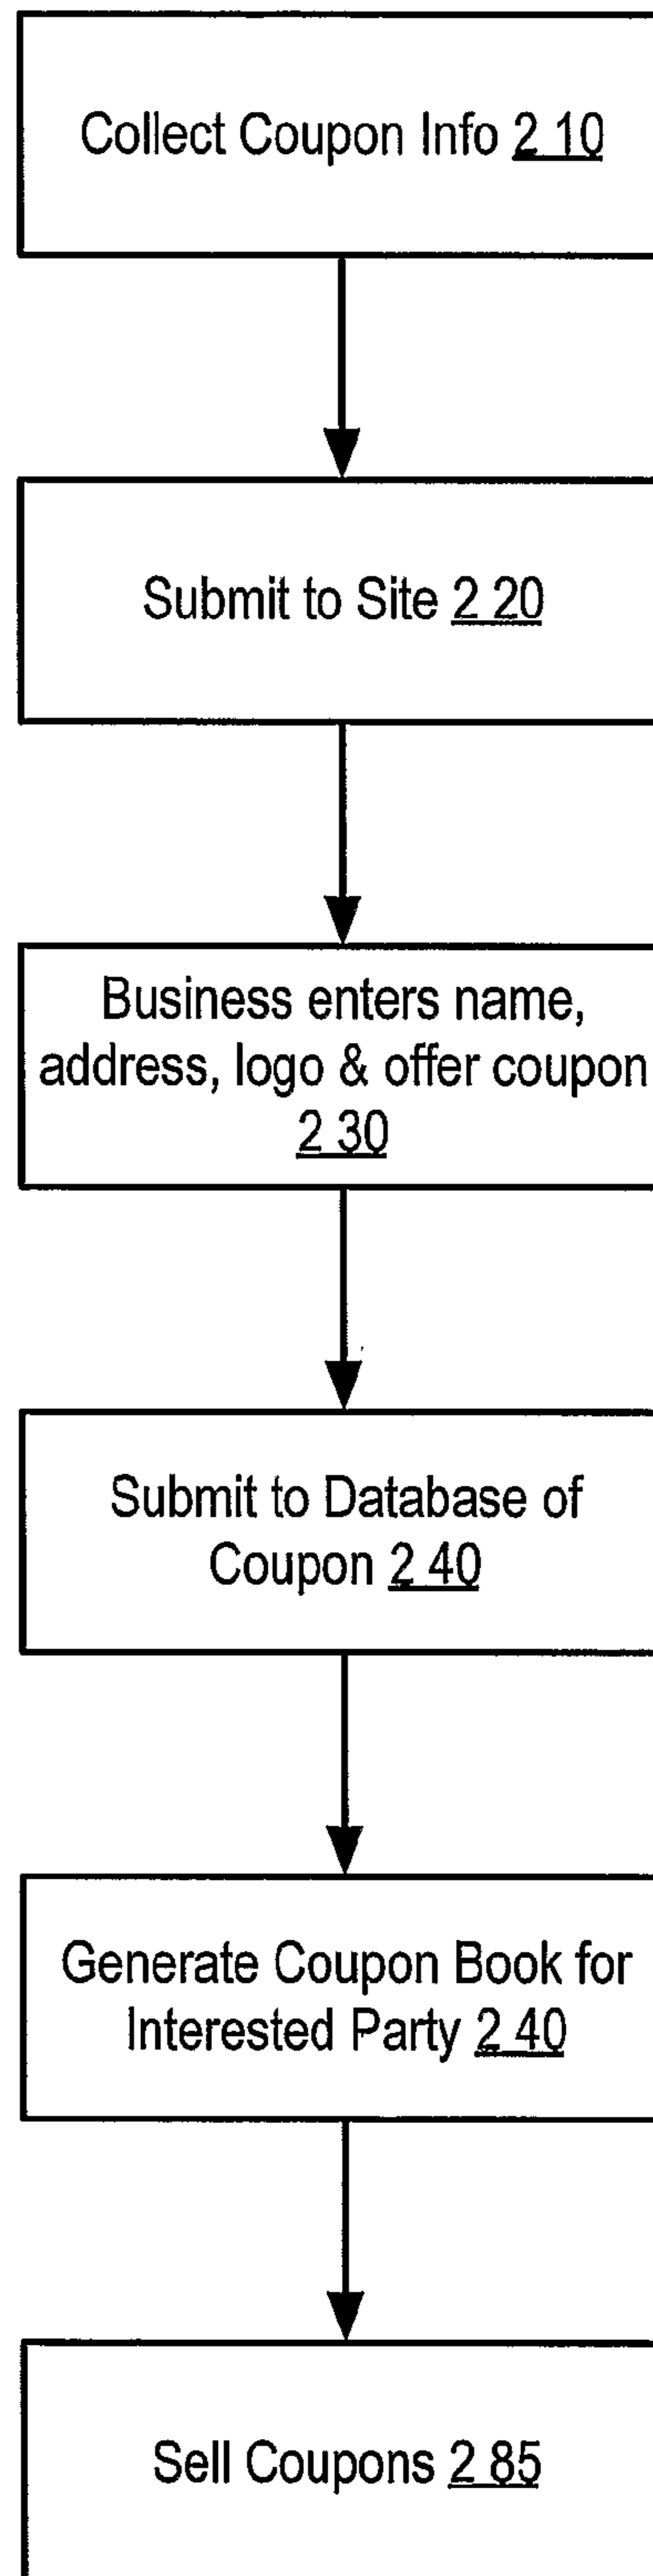 Collect Coupon Info 2 10
Submit to Site 2 20
Business enters name,
address, logo & offer coupon
2 30
Submit to Database of
Coupon 2 40
Generate Coupon Book for
Interested Party 2 40
Sell Coupons 2 85